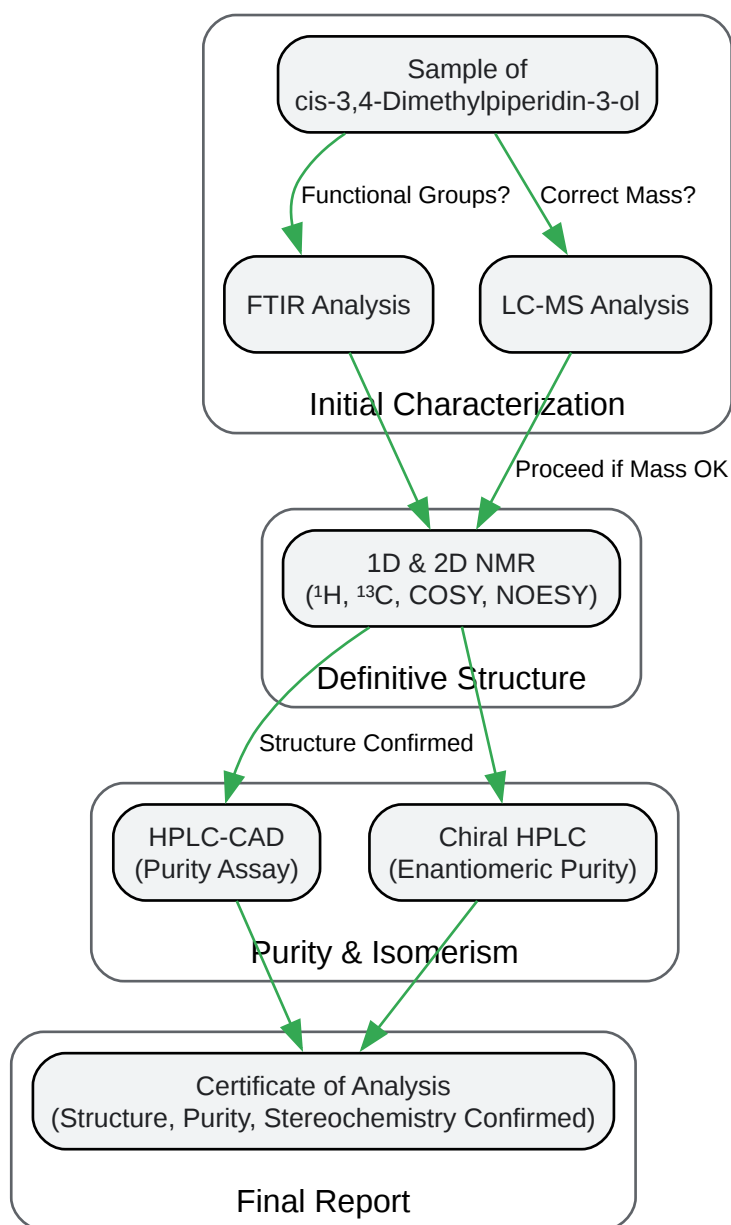 Sample of
cis-3,4-Dimethylpiperidin-3-ol
Functional Groups?
Correct Mass?
FTIR Analysis
LC-MS Analysis
Initial Characterization
Proceed if Mass OK
1D & 2D NMR
(¹H, ¹³C, COSY, NOESY)
Definitive Structure
Structure Confirmed
HPLC-CAD
(Purity Assay)
Chiral HPLC
(Enantiomeric Purity)
Purity & Isomerism
Certificate of Analysis
(Structure, Purity, Stereochemistry Confirmed)
Final Report